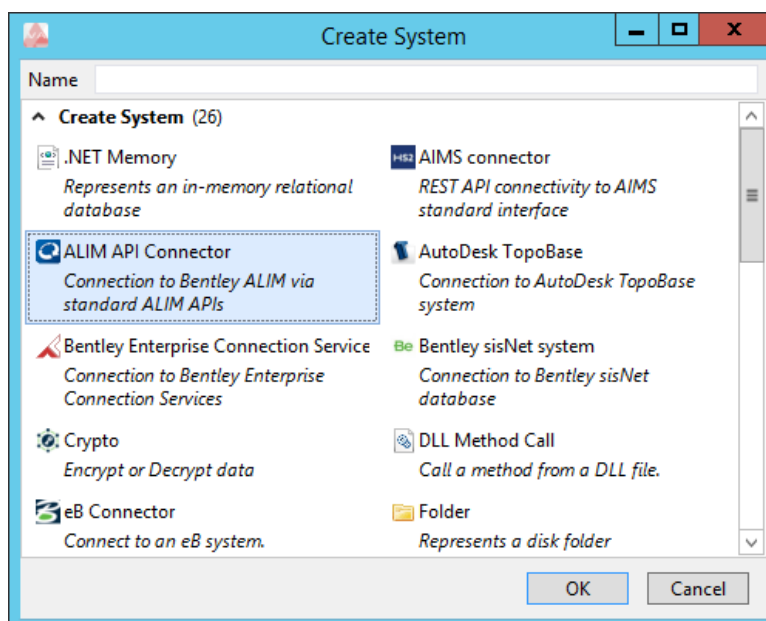 Create System
Name
Create System (26)
.NET Memory
Represents an in-memory relational
database
HS2 AIMS connector
REST API connectivity to AIMS
standard interface
ALIM API Connector
Connection to Bentley ALIM via
standard ALIM APIs
AutoDesk TopoBase
Connection to AutoDesk TopoBase
system
Bentley Enterprise Connection Service
Connection to Bentley Enterprise
Connection Services
Be Bentley sisNet system
Connection to Bentley sisNet
database
Crypto
Encrypt or Decrypt data
DLL Method Call
Call a method from a DLL file.
eB Connector
Connect to an eB system.
Folder
Represents a disk folder
OK
Cancel